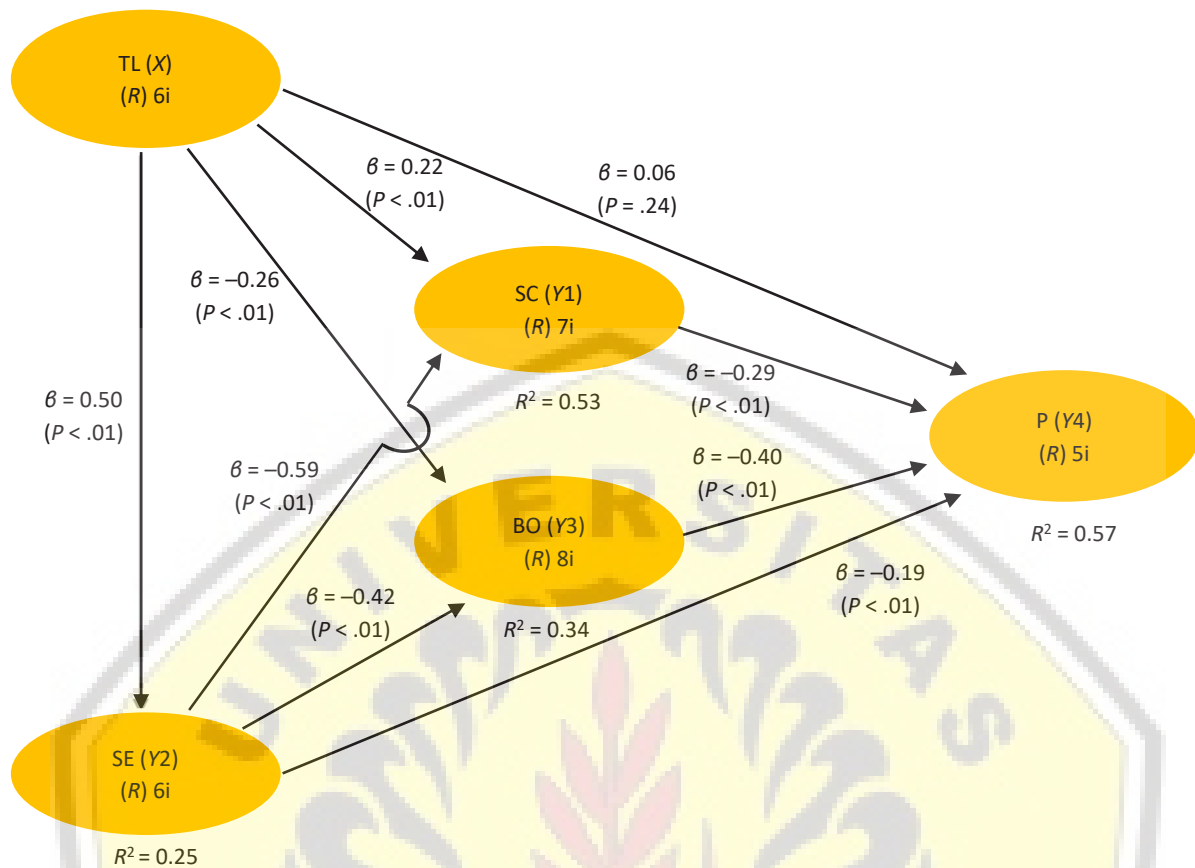 TL (X)
(R) 6i
β = 0.22
(P < .01)
β = 0.06
(P = .24)
β = –0.26
(P < .01)
SC (Y1)
(R) 7i
R² = 0.53
β = –0.29
(P < .01)
β = 0.50
(P < .01)
P (Y4)
(R) 5i
R² = 0.57
β = –0.59
(P < .01)
β = –0.40
(P < .01)
BO (Y3)
(R) 8i
R² = 0.34
β = –0.42
(P < .01)
β = –0.19
(P < .01)
SE (Y2)
(R) 6i
R² = 0.25
UNIVERSITAS